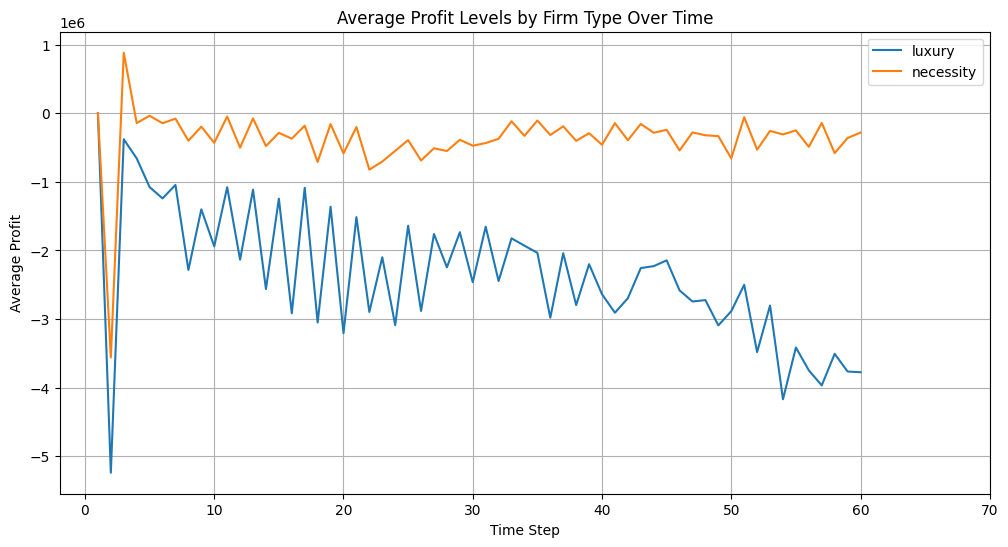 Average Profit Levels by Firm Type Over Time
1e6
luxury
necessity
1
0
−1
−2
−3
−4
−5
Average Profit
0 10 20 30 40 50 60 70
Time Step